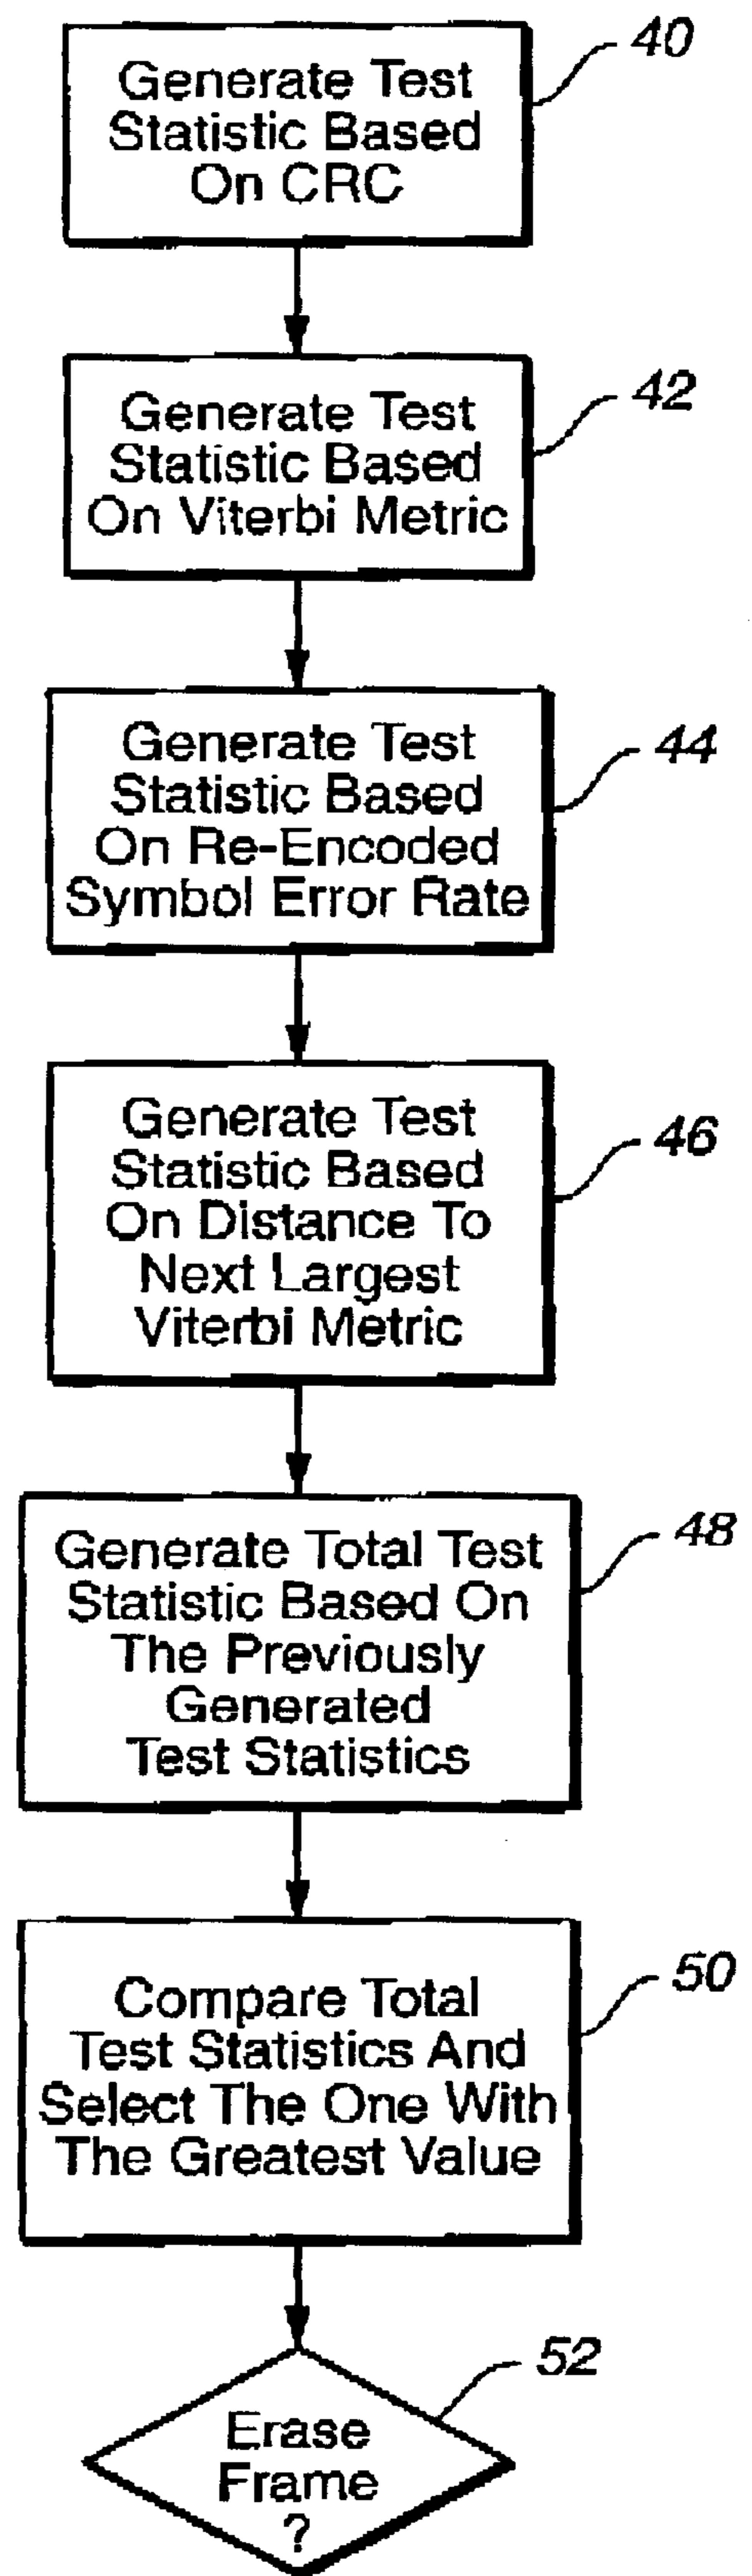 40
Generate Test
Statistic Based
On CRC
42
Generate Test
Statistic Based
On Viterbi Metric
44
Generate Test
Statistic Based
On Re-Encoded
Symbol Error Rate
46
Generate Test
Statistic Based
On Distance To
Next Largest
Viterbi Metric
48
Generate Total Test
Statistic Based On
The Previously
Generated
Test Statistics
50
Compare Total
Test Statistics And
Select The One With
The Greatest Value
52
Erase
Frame
?